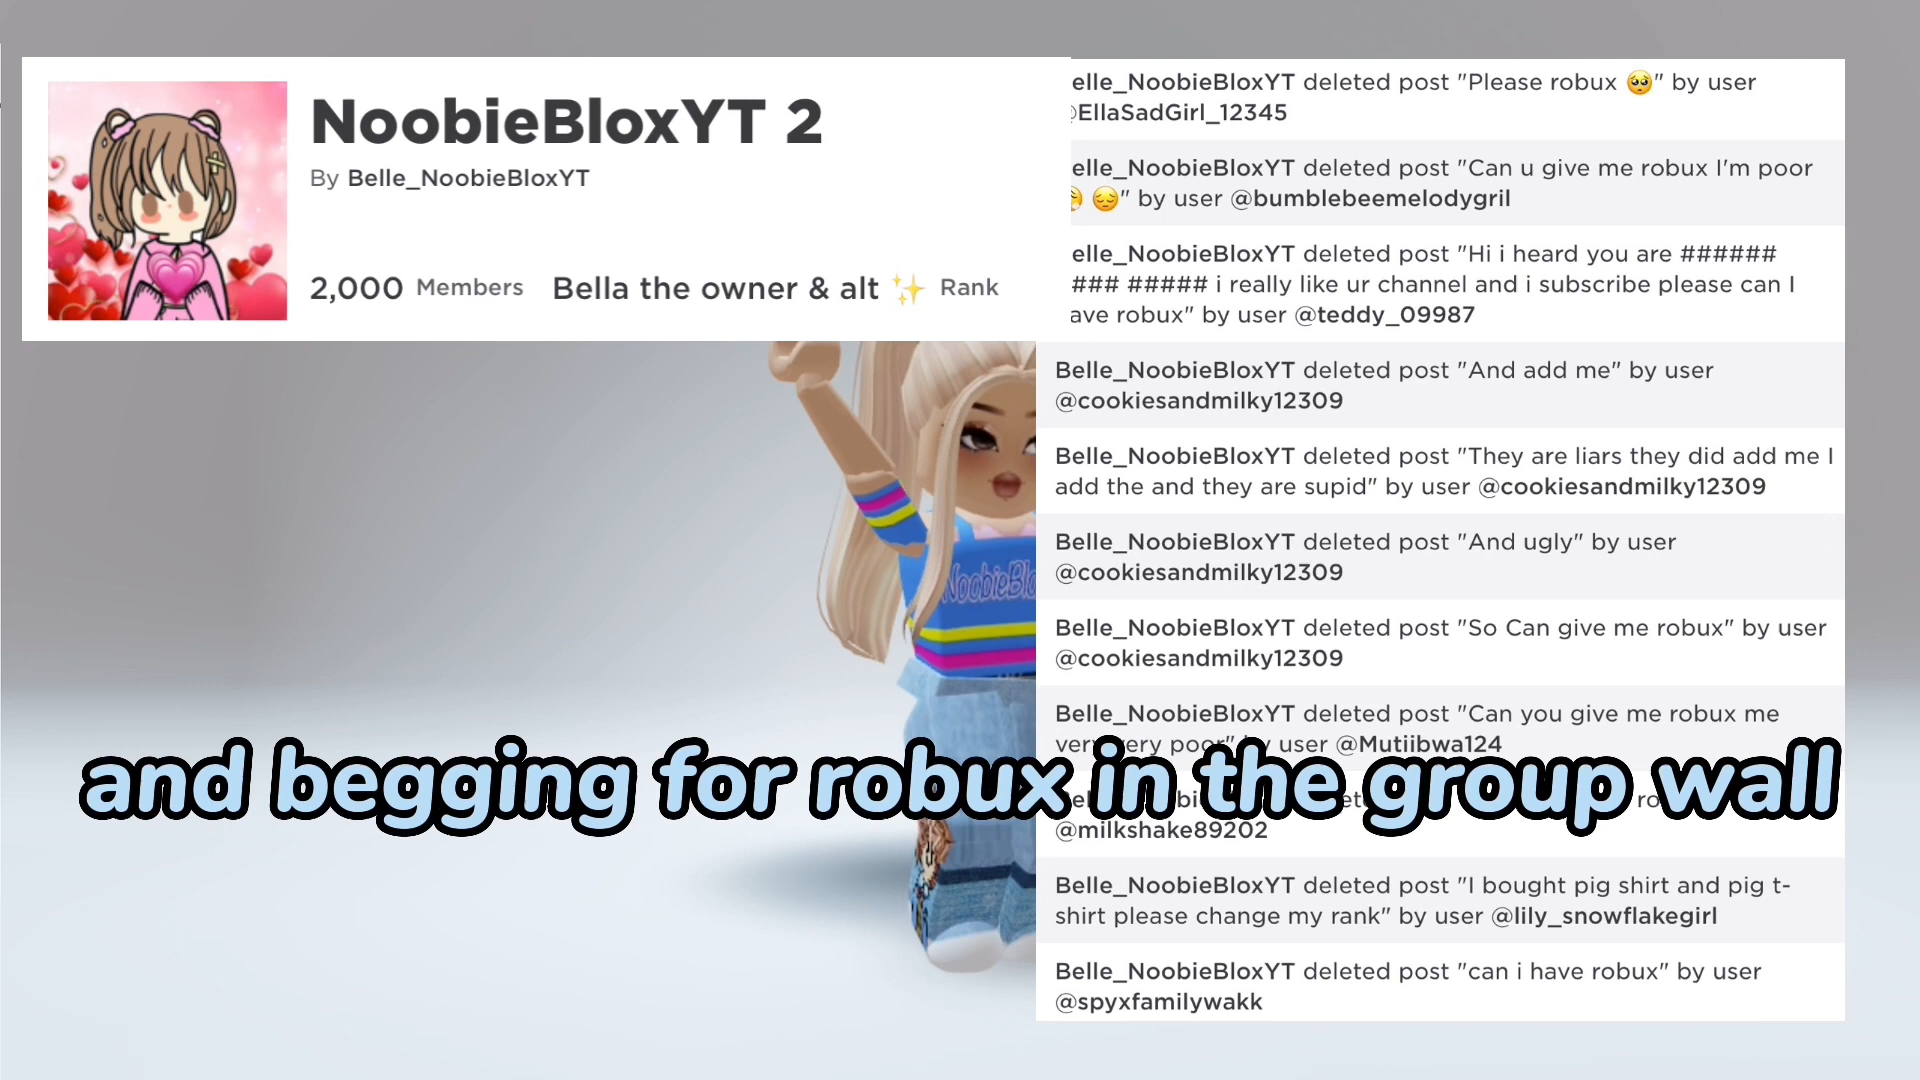 NoobieBloxYT 2
By Belle_NoobieBloxYT
2,000 Members Bella the owner & alt ✨ Rank
elle_NoobieBloxYT deleted post "Please robux 🥺" by user
@EllaSadGirl_12345
elle_NoobieBloxYT deleted post "Can u give me robux I'm poor
😔" by user @bumblebeemelodygril
elle_NoobieBloxYT deleted post "Hi i heard you are ######
### ##### i really like ur channel and i subscribe please can I
ave robux" by user @teddy_09987
Belle_NoobieBloxYT deleted post "And add me" by user
@cookiesandmilky12309
Belle_NoobieBloxYT deleted post "They are liars they did add me I
add the and they are supid" by user @cookiesandmilky12309
Belle_NoobieBloxYT deleted post "And ugly" by user
@cookiesandmilky12309
Belle_NoobieBloxYT deleted post "So Can give me robux" by user
@cookiesandmilky12309
Belle_NoobieBloxYT deleted post "Can you give me robux me
very very poor" by user @Mutiibwa124
and begging for robux in the group wall
@milkshake89202
Belle_NoobieBloxYT deleted post "I bought pig shirt and pig t-
shirt please change my rank" by user @lily_snowflakegirl
Belle_NoobieBloxYT deleted post "can i have robux" by user
@spyxfamilywakk
NoobieBlo